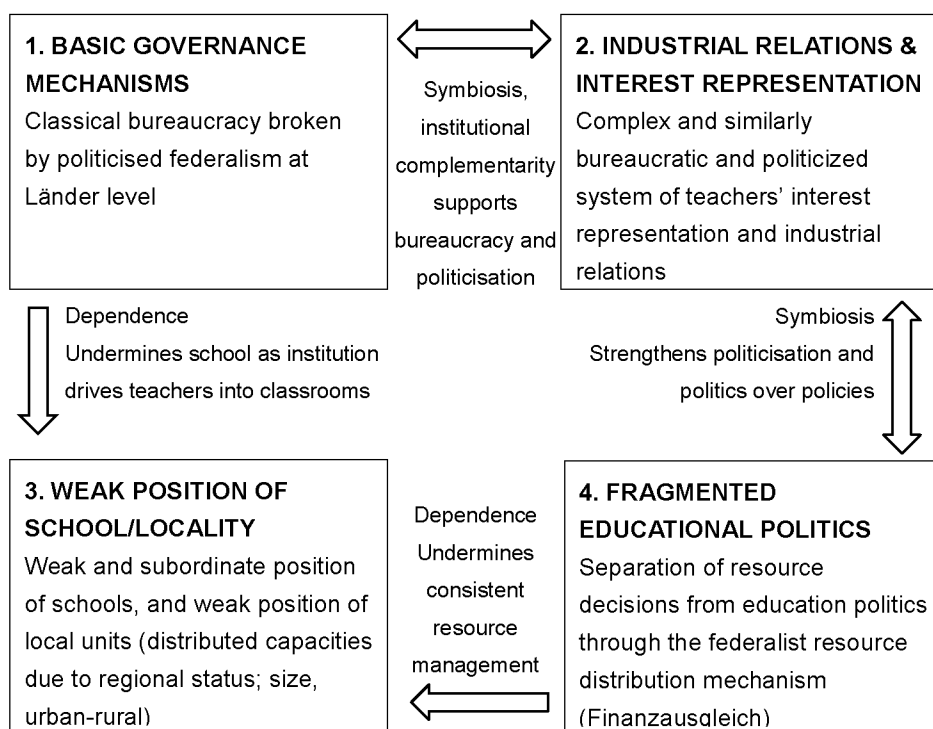 1. BASIC GOVERNANCE
MECHANISMS
Classical bureaucracy broken
by politicised federalism at
Länder level
Symbiosis,
institutional
complementarity
supports
bureaucracy and
politicisation
2. INDUSTRIAL RELATIONS &
INTEREST REPRESENTATION
Complex and similarly
bureaucratic and politicized
system of teachers’ interest
representation and industrial
relations
Dependence
Undermines school as institution
drives teachers into classrooms
Symbiosis
Strengthens politicisation and
politics over policies
3. WEAK POSITION OF
SCHOOL/LOCALITY
Weak and subordinate position
of schools, and weak position of
local units (distributed capacities
due to regional status; size,
urban-rural)
Dependence
Undermines
consistent
resource
management
4. FRAGMENTED
EDUCATIONAL POLITICS
Separation of resource
decisions from education politics
through the federalist resource
distribution mechanism
(Finanzausgleich)